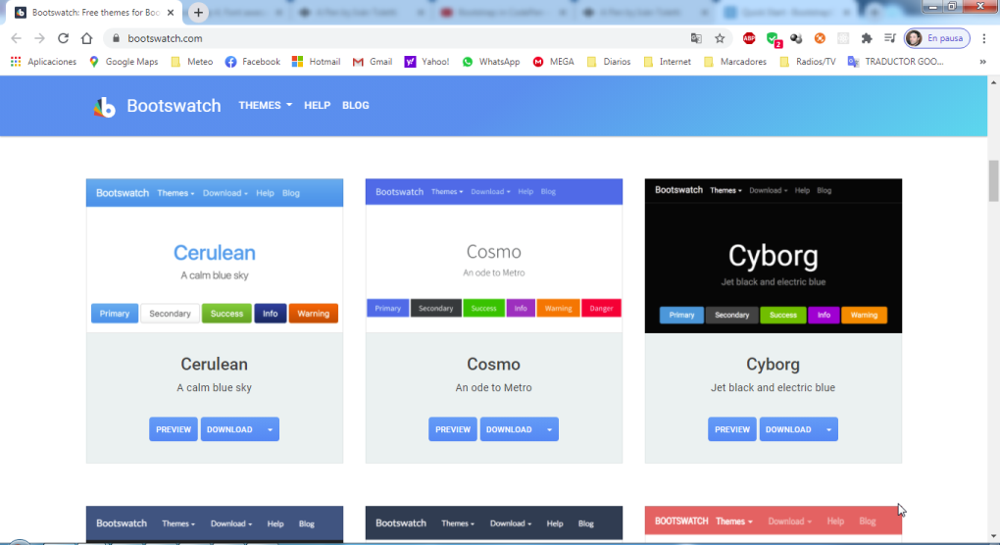 Bootswatch: Free themes for Boo
bootswatch.com
ABP
2
En pausa
Aplicaciones Google Maps Meteo Facebook Hotmail Gmail Yahoo! WhatsApp MEGA Diarios Internet Marcadores Radios/TV TRADUCTOR GOO... »
Bootswatch THEMES HELP BLOG
Bootswatch Themes Download Help Blog
Cerulean
A calm blue sky
Primary Secondary Success Info Warning
Cerulean
A calm blue sky
PREVIEW DOWNLOAD
Bootswatch Themes Download Help Blog
Cosmo
An ode to Metro
Primary Secondary Success Info Warning Danger
Cosmo
An ode to Metro
PREVIEW DOWNLOAD
Bootswatch Themes Download Help Blog
Cyborg
Jet black and electric blue
Primary Secondary Success Info Warning
Cyborg
Jet black and electric blue
PREVIEW DOWNLOAD
Bootswatch Themes Download Help Blog
Bootswatch Themes Download Help Blog
BOOTSWATCH Themes Download Help Blog